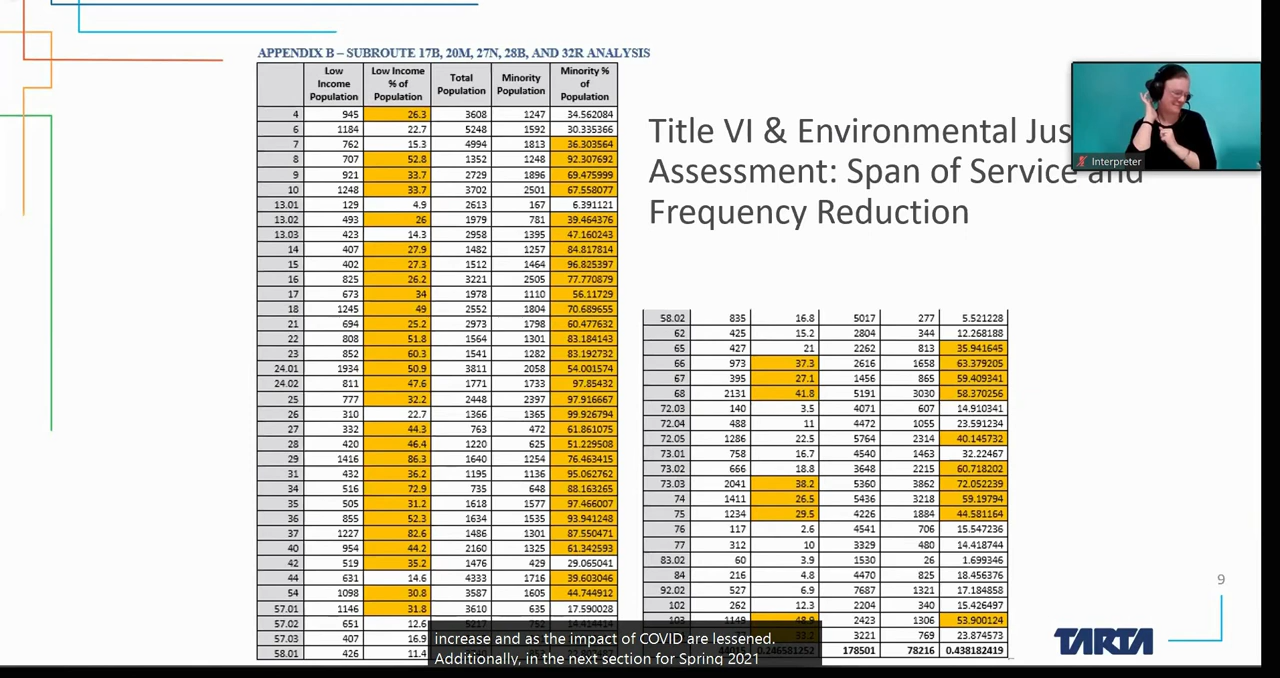 APPENDIX B – SUBROUTE 17B, 20M, 27N, 28B, AND 32R ANALYSIS
Low Income Population Low Income % of Population Total Population Minority Population Minority % of Population
4 945 26.3 3608 1247 34.562084
6 1184 22.7 5248 1592 30.335366
7 762 15.3 4994 1813 36.303564
8 707 52.8 1352 1248 92.307692
9 921 33.7 2729 1896 69.475999
10 1248 33.7 3702 2501 67.558077
13.01 129 4.9 2613 167 6.391121
13.02 493 26 1979 781 39.464376
13.03 423 14.3 2958 1395 47.160243
14 407 27.9 1482 1257 84.817814
15 402 27.3 1512 1464 96.825397
16 825 26.2 3221 2505 77.770879
17 673 34 1978 1110 56.11729
18 1245 49 2552 1804 70.689655
21 694 25.2 2973 1798 60.477632
22 808 51.8 1564 1301 83.184143
23 852 60.3 1541 1282 83.192732
24.01 1934 50.9 3811 2058 54.001574
24.02 811 47.6 1771 1733 97.85432
25 777 32.2 2448 2397 97.916667
26 310 22.7 1366 1365 99.926794
27 332 44.3 763 472 61.861075
28 420 46.4 1220 625 51.229508
29 1416 86.3 1640 1254 76.463415
31 432 36.2 1195 1136 95.062762
34 516 72.9 735 648 88.163265
35 505 31.2 1618 1577 97.466007
36 855 52.3 1634 1535 93.941248
37 1227 82.6 1486 1301 87.550471
40 954 44.2 2160 1325 61.342593
42 519 35.2 1476 429 29.065041
44 631 14.6 4333 1716 39.603046
54 1098 30.8 3587 1605 44.744912
57.01 1146 31.8 3610 635 17.590028
57.02 651 12.6
57.03 407 16.9
58.01 426 11.4
Title VI & Environmental Jus
Assessment: Span of Service and
Frequency Reduction
Interpreter
58.02 835 16.8 5017 277 5.521228
62 425 15.2 2804 344 12.268188
65 427 21 2262 813 35.941645
66 973 37.3 2616 1658 63.379205
67 395 27.1 1456 865 59.409341
68 2131 41.8 5191 3030 58.370256
72.03 140 3.5 4071 607 14.910341
72.04 488 11 4472 1055 23.591234
72.05 1286 22.5 5764 2314 40.145732
73.01 758 16.7 4540 1463 32.22467
73.02 666 18.8 3648 2215 60.718202
73.03 2041 38.2 5360 3862 72.052239
74 1411 26.5 5436 3218 59.19794
75 1234 29.5 4226 1884 44.581164
76 117 2.6 4541 706 15.547236
77 312 10 3329 480 14.418744
83.02 60 3.9 1530 26 1.699346
84 216 4.8 4470 825 18.456376
92.02 527 6.9 7687 1321 17.184858
102 262 12.3 2204 340 15.426497
103 1149 48.9 2423 1306 53.900124
33.2 3221 769 23.874573
44015 0.246581252 178501 78216 0.438182419
increase and as the impact of COVID are lessened.
Additionally, in the next section for Spring 2021
9
TARTA